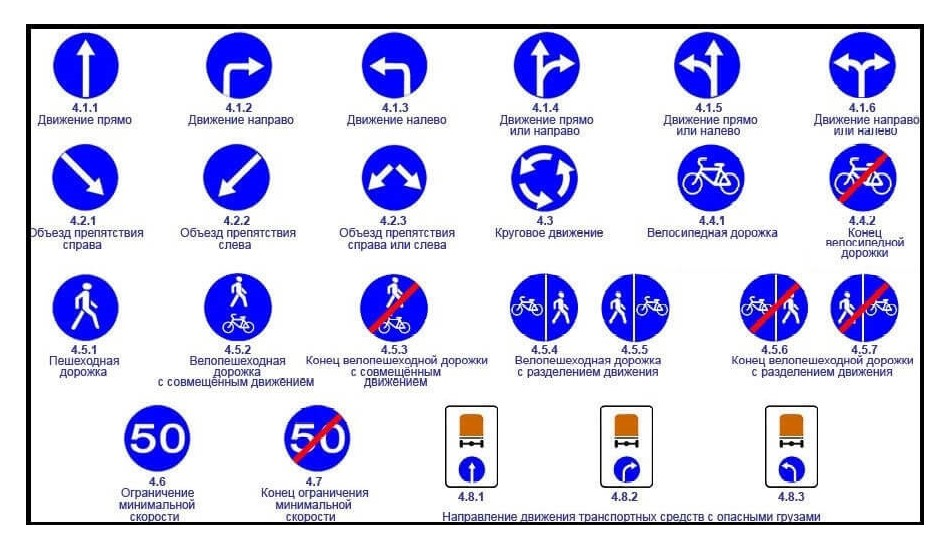 4.1.1 4.1.2 4.1.3 4.1.4 4.1.5 4.1.6
Движение прямо Движение направо Движение налево Движение прямо Движение прямо Движение направо
или направо или налево или налево
4.2.1 4.2.2 4.2.3 4.3 4.4.1 4.4.2
Объезд препятствия Объезд препятствия Объезд препятствия Круговое движение Велосипедная дорожка Конец
справа слева справа или слева велосипедной
дорожки
4.5.1 4.5.2 4.5.3 4.5.4 4.5.5 4.5.6 4.5.7
Пешеходная Велопешеходная Конец велопешеходной дорожки Велопешеходная дорожка Конец велопешеходной дорожки
дорожка дорожка с совмещённым с разделением движения с разделением движения
с совмещённым движением движением
50 50
4.6 4.7 4.8.1 4.8.2 4.8.3
Ограничение Конец ограничения
минимальной минимальной
скорости скорости Направление движения транспортных средств с опасными грузами